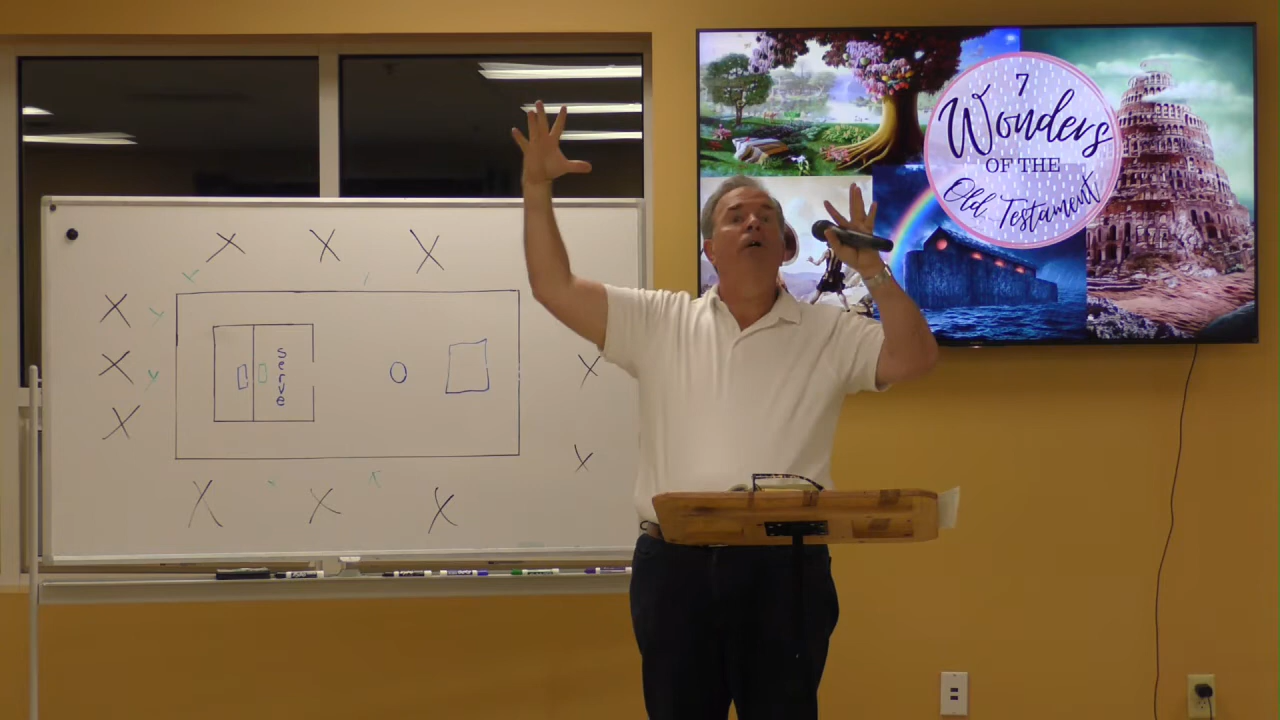 7
Wonders
OF THE
Old Testament
X X X
X
X
X
Serve
O
X
X
X X X